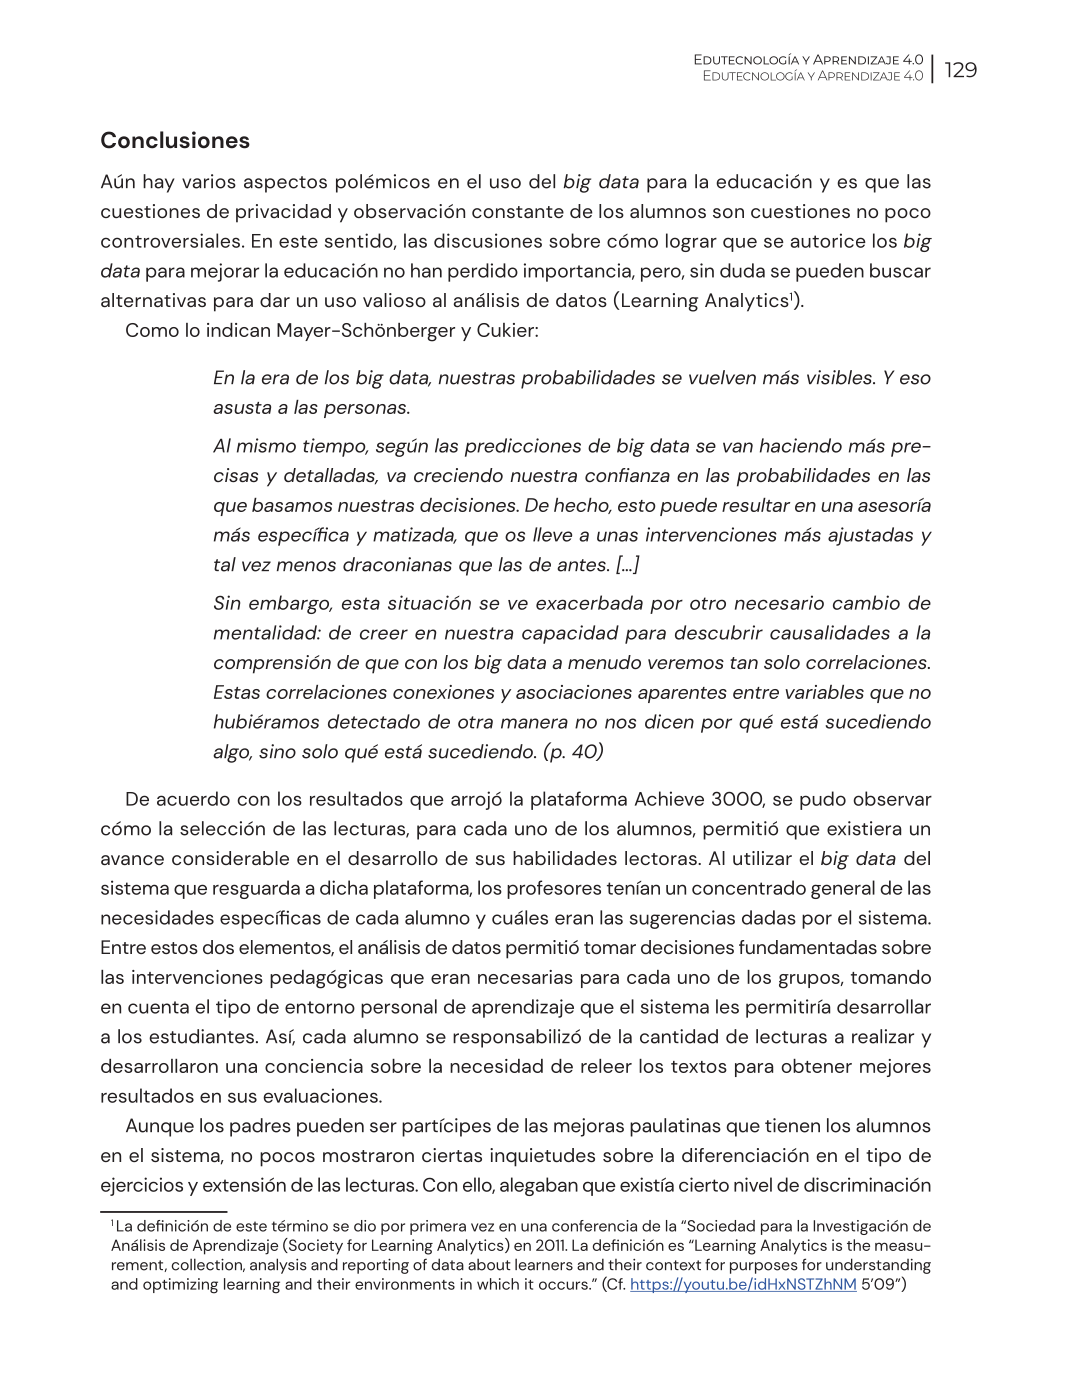 Edutecnología y Aprendizaje 4.0
Edutecnología y Aprendizaje 4.0
129
Conclusiones
Aún hay varios aspectos polémicos en el uso del big data para la educación y es que las
cuestiones de privacidad y observación constante de los alumnos son cuestiones no poco
controversiales. En este sentido, las discusiones sobre cómo lograr que se autorice los big
data para mejorar la educación no han perdido importancia, pero, sin duda se pueden buscar
alternativas para dar un uso valioso al análisis de datos (Learning Analytics¹).
Como lo indican Mayer-Schönberger y Cukier:
En la era de los big data, nuestras probabilidades se vuelven más visibles. Y eso
asusta a las personas.
Al mismo tiempo, según las predicciones de big data se van haciendo más pre-
cisas y detalladas, va creciendo nuestra confianza en las probabilidades en las
que basamos nuestras decisiones. De hecho, esto puede resultar en una asesoría
más específica y matizada, que os lleve a unas intervenciones más ajustadas y
tal vez menos draconianas que las de antes. [...]
Sin embargo, esta situación se ve exacerbada por otro necesario cambio de
mentalidad: de creer en nuestra capacidad para descubrir causalidades a la
comprensión de que con los big data a menudo veremos tan solo correlaciones.
Estas correlaciones conexiones y asociaciones aparentes entre variables que no
hubiéramos detectado de otra manera no nos dicen por qué está sucediendo
algo, sino solo qué está sucediendo. (p. 40)
De acuerdo con los resultados que arrojó la plataforma Achieve 3000, se pudo observar
cómo la selección de las lecturas, para cada uno de los alumnos, permitió que existiera un
avance considerable en el desarrollo de sus habilidades lectoras. Al utilizar el big data del
sistema que resguarda a dicha plataforma, los profesores tenían un concentrado general de las
necesidades específicas de cada alumno y cuáles eran las sugerencias dadas por el sistema.
Entre estos dos elementos, el análisis de datos permitió tomar decisiones fundamentadas sobre
las intervenciones pedagógicas que eran necesarias para cada uno de los grupos, tomando
en cuenta el tipo de entorno personal de aprendizaje que el sistema les permitiría desarrollar
a los estudiantes. Así, cada alumno se responsabilizó de la cantidad de lecturas a realizar y
desarrollaron una conciencia sobre la necesidad de releer los textos para obtener mejores
resultados en sus evaluaciones.
Aunque los padres pueden ser partícipes de las mejoras paulatinas que tienen los alumnos
en el sistema, no pocos mostraron ciertas inquietudes sobre la diferenciación en el tipo de
ejercicios y extensión de las lecturas. Con ello, alegaban que existía cierto nivel de discriminación
¹ La definición de este término se dio por primera vez en una conferencia de la “Sociedad para la Investigación de
Análisis de Aprendizaje (Society for Learning Analytics) en 2011. La definición es “Learning Analytics is the measu-
rement, collection, analysis and reporting of data about learners and their context for purposes for understanding
and optimizing learning and their environments in which it occurs.” (Cf. https://youtu.be/idHxNSTZhNM 5’09”)